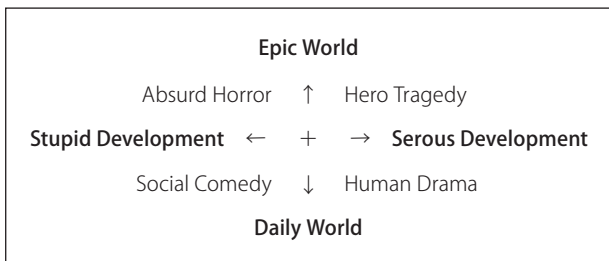 Epic World
Absurd Horror ↑ Hero Tragedy
Stupid Development ← + → Serous Development
Social Comedy ↓ Human Drama
Daily World